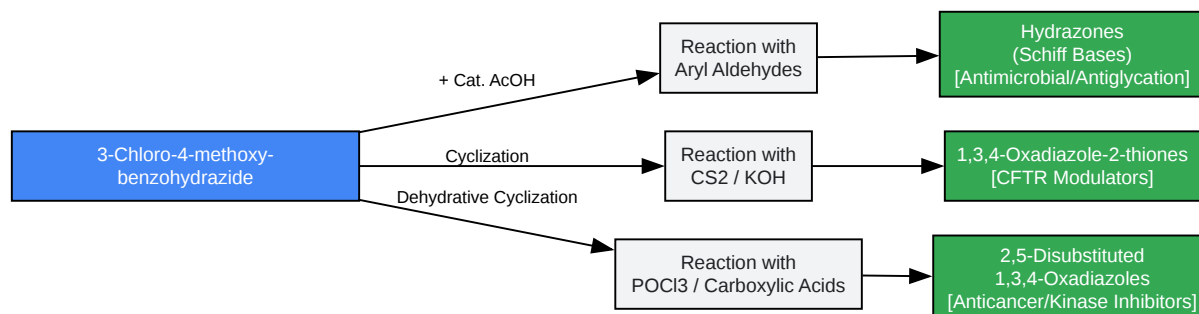 3-Chloro-4-methoxy-
benzohydrazide
+ Cat. AcOH
Reaction with
Aryl Aldehydes
Hydrazones
(Schiff Bases)
[Antimicrobial/Antiglycation]
Cyclization
Reaction with
CS2 / KOH
1,3,4-Oxadiazole-2-thiones
[CFTR Modulators]
Dehydrative Cyclization
Reaction with
POCl3 / Carboxylic Acids
2,5-Disubstituted
1,3,4-Oxadiazoles
[Anticancer/Kinase Inhibitors]